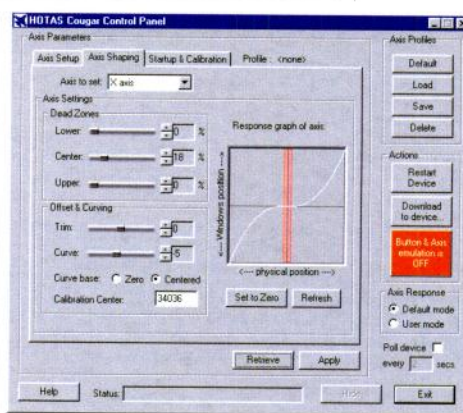 HOTAS Cougar Control Panel
Axis Parameters
Axis Setup Axis Shaping Startup & Calibration Profile : <none>
Axis to set: X axis
Axis Settings
Dead Zones
Lower: 0 %
Center: 18 %
Upper: 0 %
Offset & Curving
Trim: 0
Curve: -5
Curve base: Zero Centered
Calibration Center: 34036
Response graph of axis:
<---- Windows position ---->
<---- physical position ---->
Set to Zero Refresh
Retrieve Apply
Axis Profiles
Default
Load
Save
Delete
Actions
Restart
Device
Download
to device...
Button & Axis
emulation is
OFF
Axis Response
Default mode
User mode
Poll device
every 2 secs
Help Status: Hide Exit